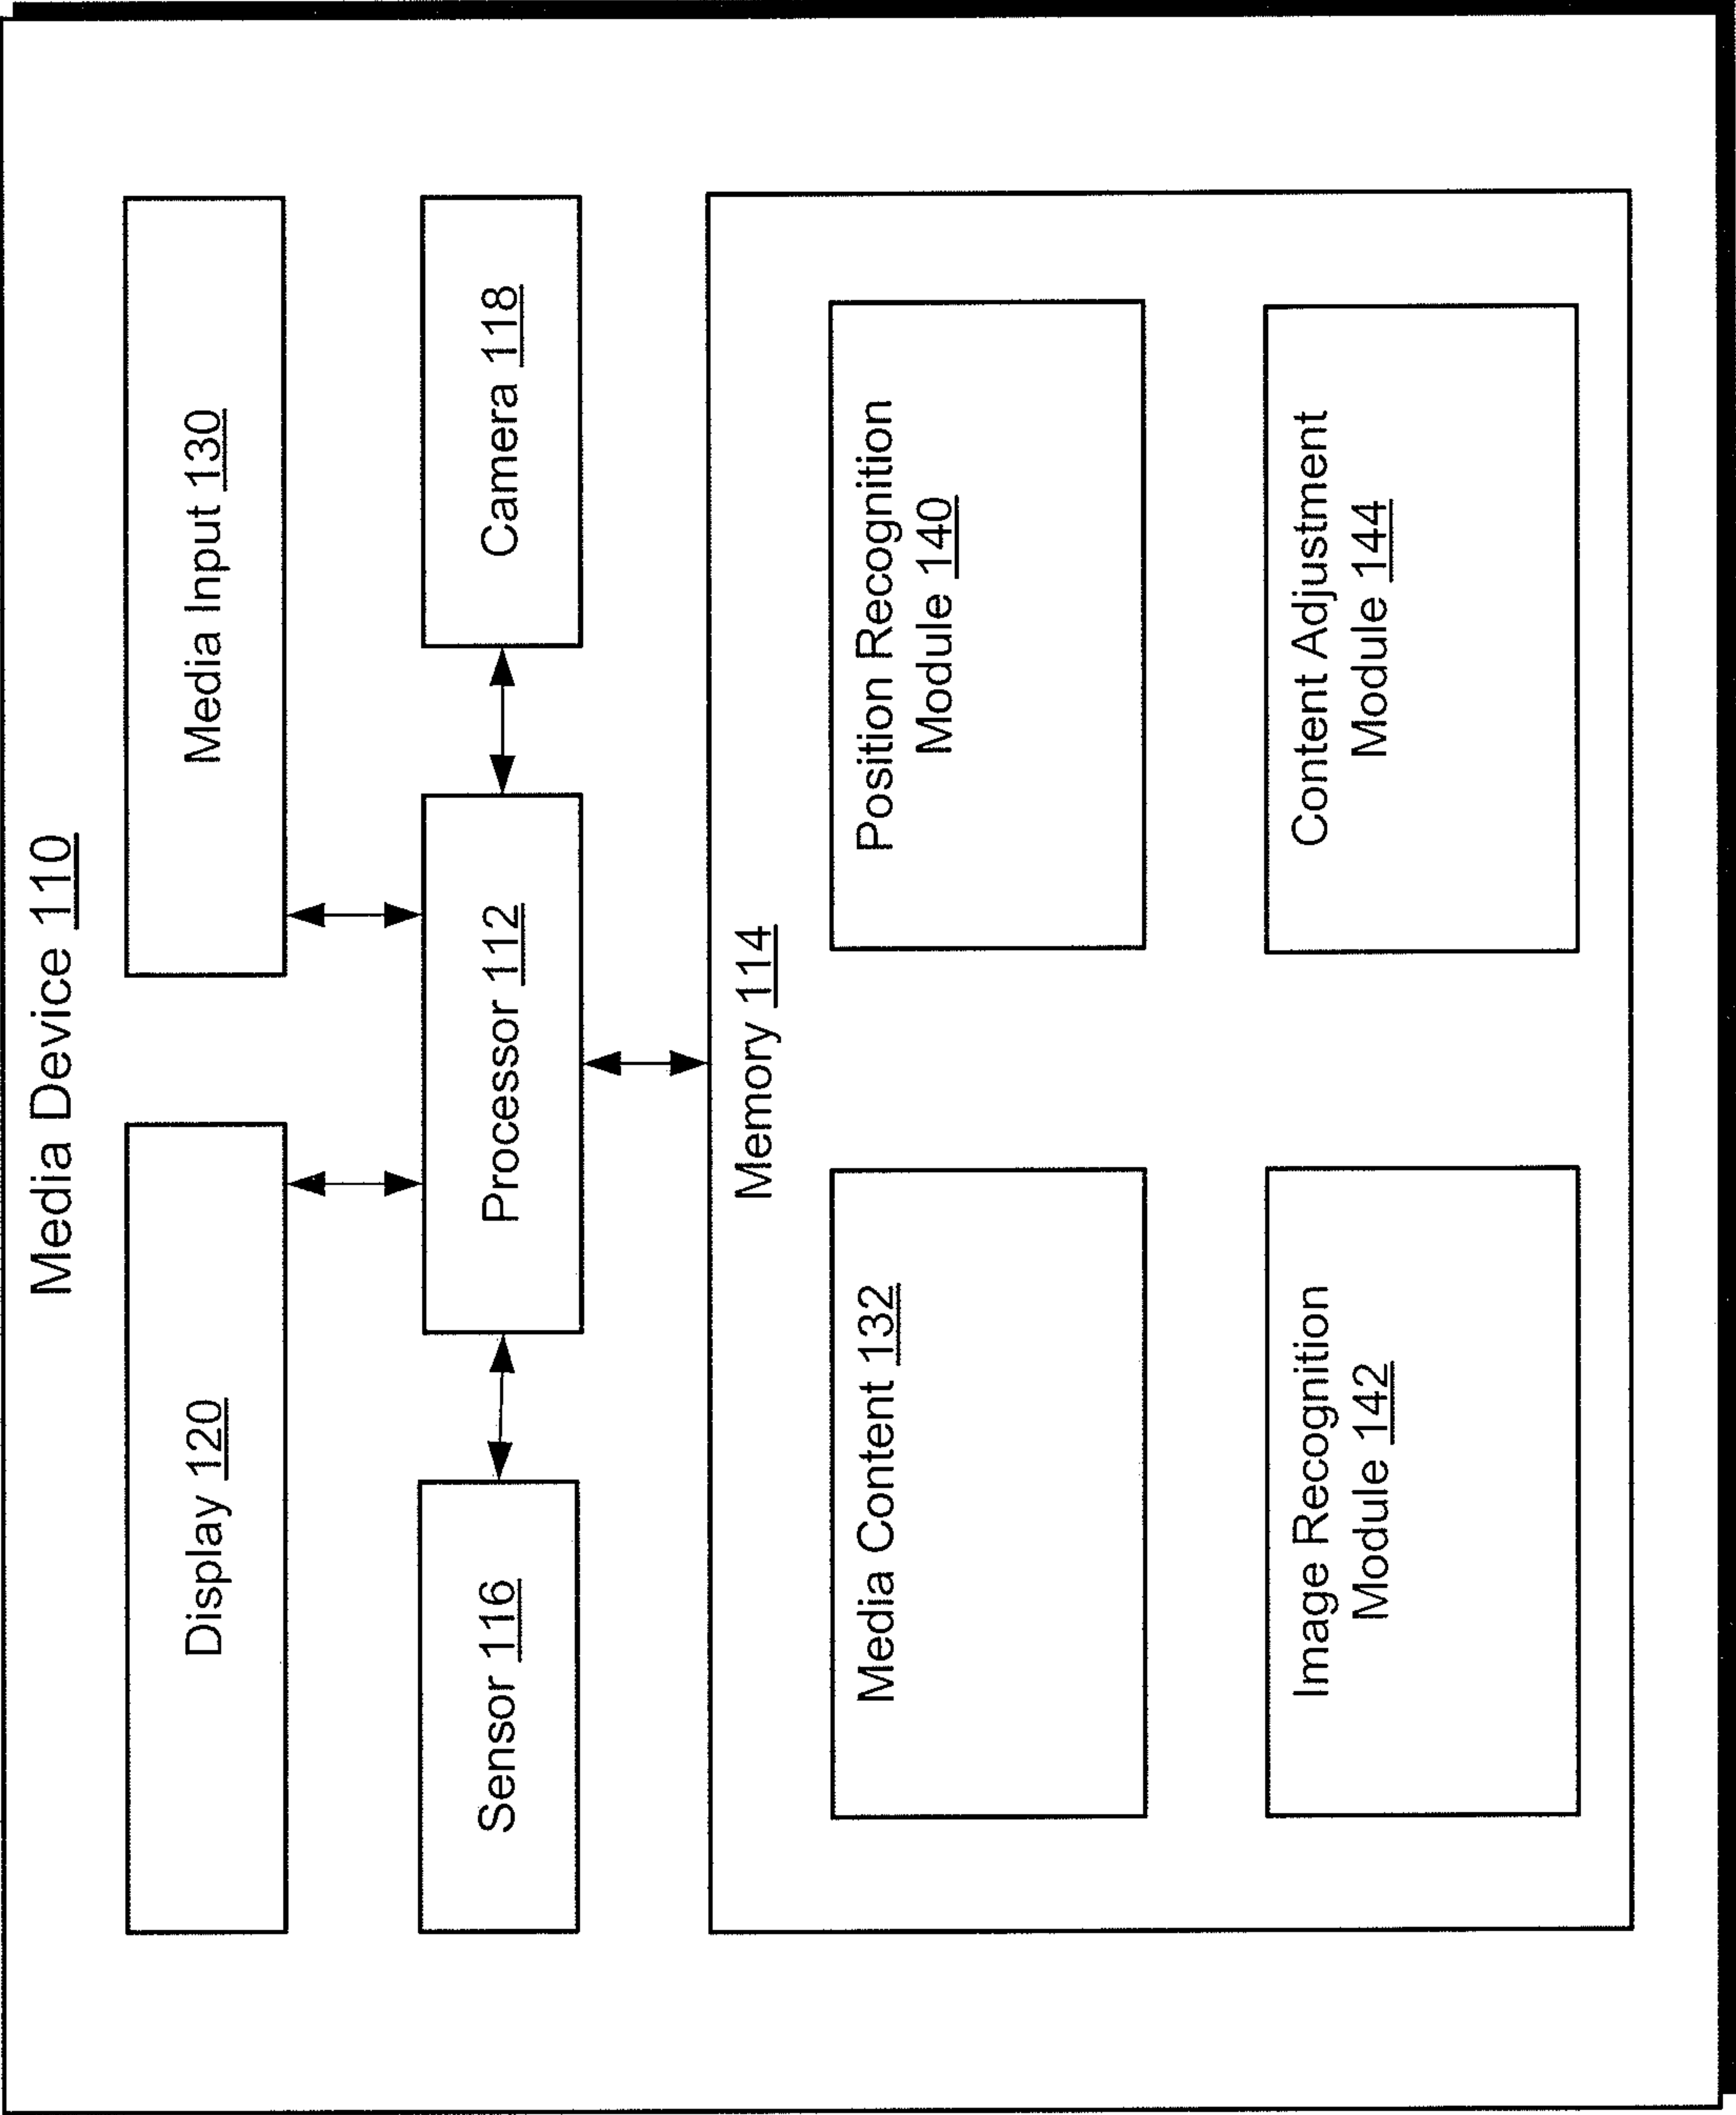 Media Device 110
Display 120
Media Input 130
Sensor 116
Processor 112
Camera 118
Memory 114
Media Content 132
Position Recognition
Module 140
Image Recognition
Module 142
Content Adjustment
Module 144